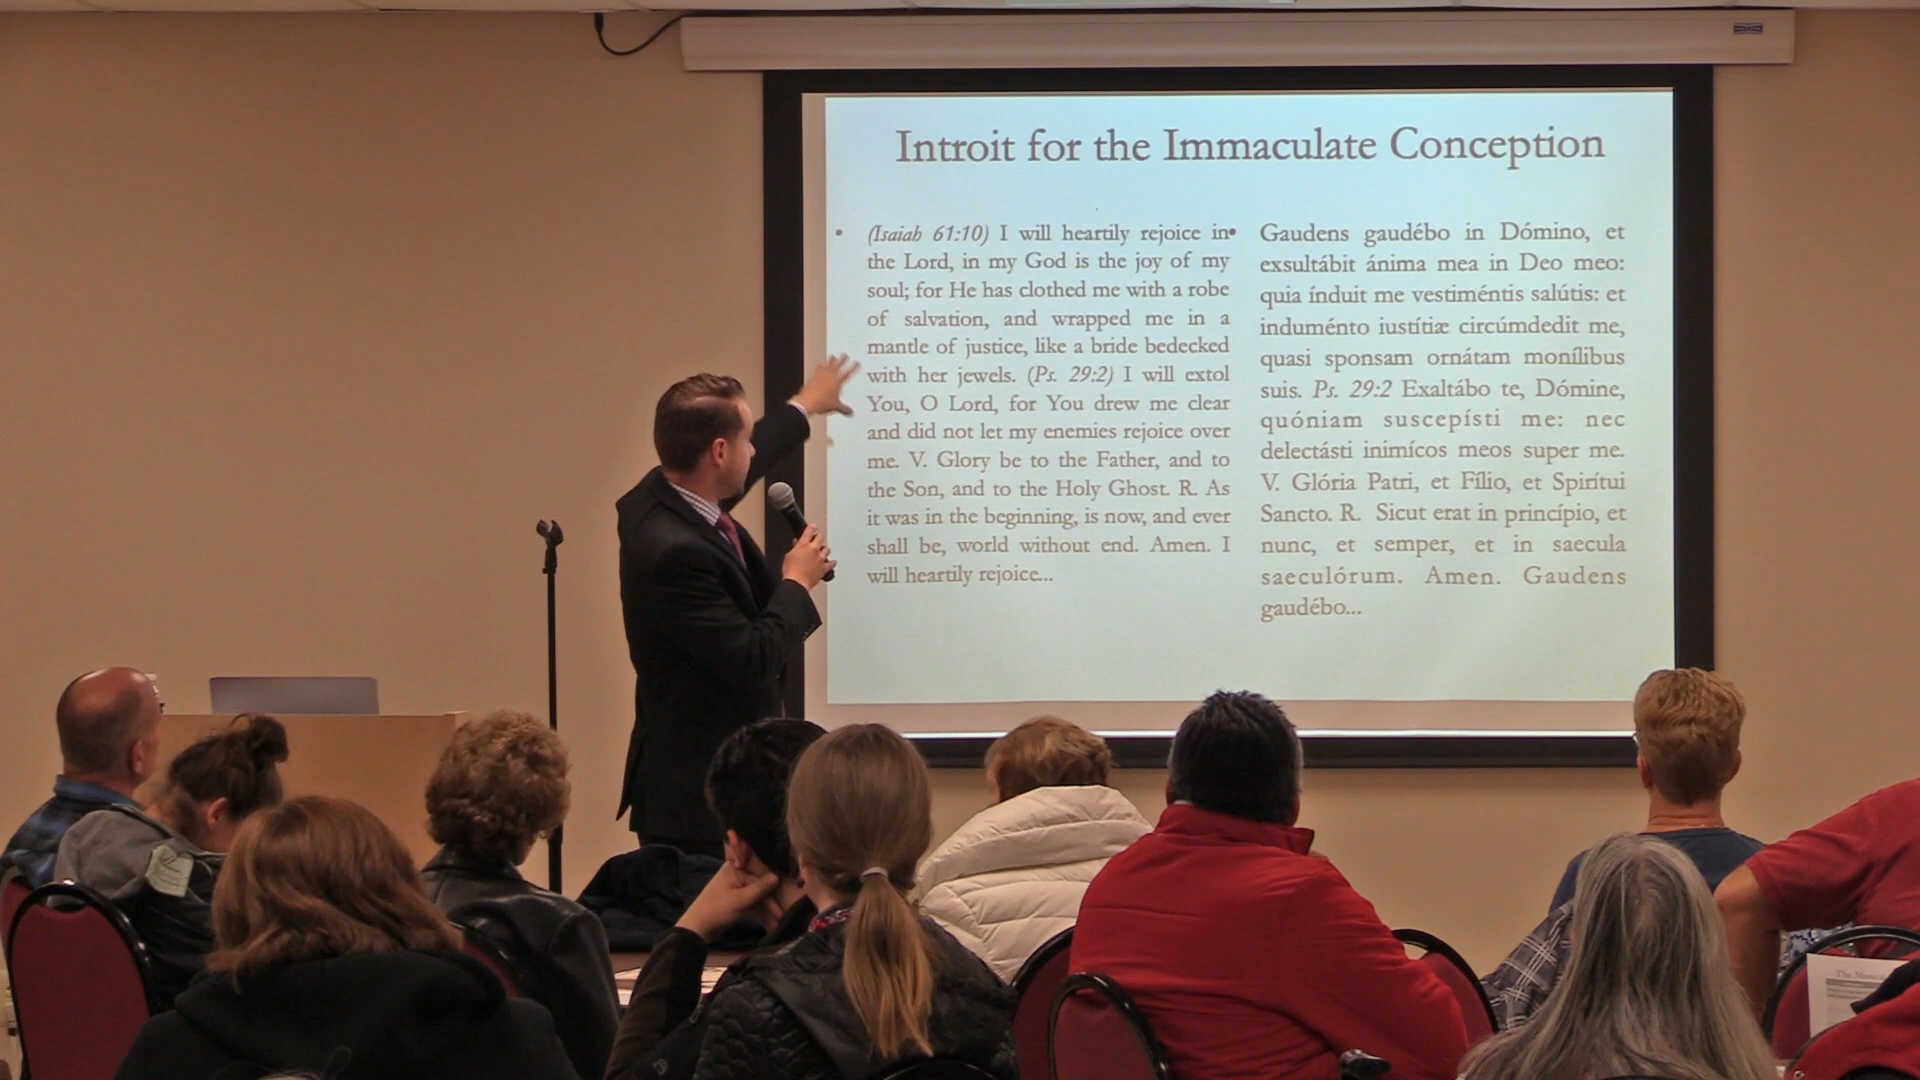 Introit for the Immaculate Conception
• (Isaiah 61:10) I will heartily rejoice in
the Lord, in my God is the joy of my
soul; for He has clothed me with a robe
of salvation, and wrapped me in a
mantle of justice, like a bride bedecked
with her jewels. (Ps. 29:2) I will extol
You, O Lord, for You drew me clear
and did not let my enemies rejoice over
me. V. Glory be to the Father, and to
the Son, and to the Holy Ghost. R. As
it was in the beginning, is now, and ever
shall be, world without end. Amen. I
will heartily rejoice...
• Gaudens gaudébo in Dómino, et
exsultábit ánima mea in Deo meo:
quia índuit me vestiméntis salútis: et
induménto iustítiæ circúmdedit me,
quasi sponsam ornátam monílibus
suis. Ps. 29:2 Exaltábo te, Dómine,
quóniam suscepísti me: nec
delectásti inimícos meos super me.
V. Glória Patri, et Fílio, et Spirítui
Sancto. R. Sicut erat in princípio, et
nunc, et semper, et in saecula
saeculórum. Amen. Gaudens
gaudébo...
The